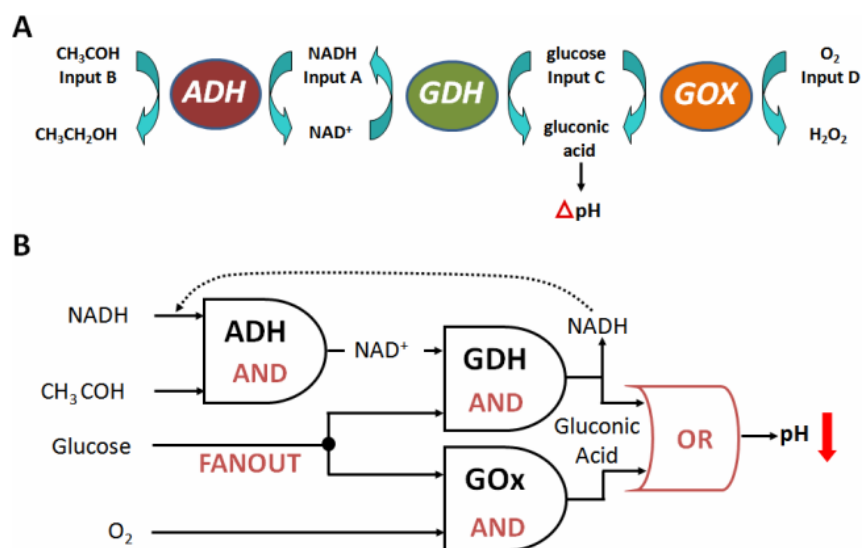 A
CH₃COH
Input B
ADH
NADH
Input A
GDH
glucose
Input C
GOX
O₂
Input D
CH₃CH₂OH
NAD⁺
gluconic
acid
H₂O₂
ΔpH
B
NADH
ADH
AND
NAD⁺
GDH
AND
NADH
CH₃COH
Glucose
FANOUT
Gluconic
Acid
OR
pH
GOx
AND
O₂